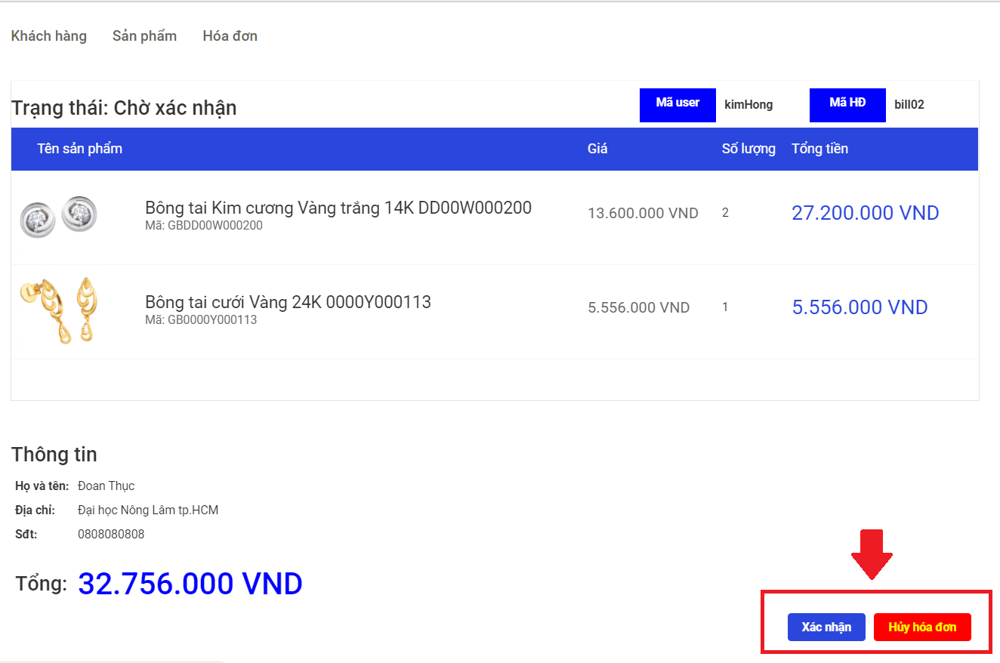 Khách hàng Sản phẩm Hóa đơn
Trạng thái: Chờ xác nhận Mã user kimHong Mã HĐ bill02
Tên sản phẩm Giá Số lượng Tổng tiền
Bông tai Kim cương Vàng trắng 14K DD00W000200
Mã: GBDD00W000200
13.600.000 VND 2 27.200.000 VND
Bông tai cưới Vàng 24K 0000Y000113
Mã: GB0000Y000113
5.556.000 VND 1 5.556.000 VND
Thông tin
Họ và tên: Đoan Thục
Địa chỉ: Đại học Nông Lâm tp.HCM
Sđt: 0808080808
Tổng: 32.756.000 VND
Xác nhận Hủy hóa đơn